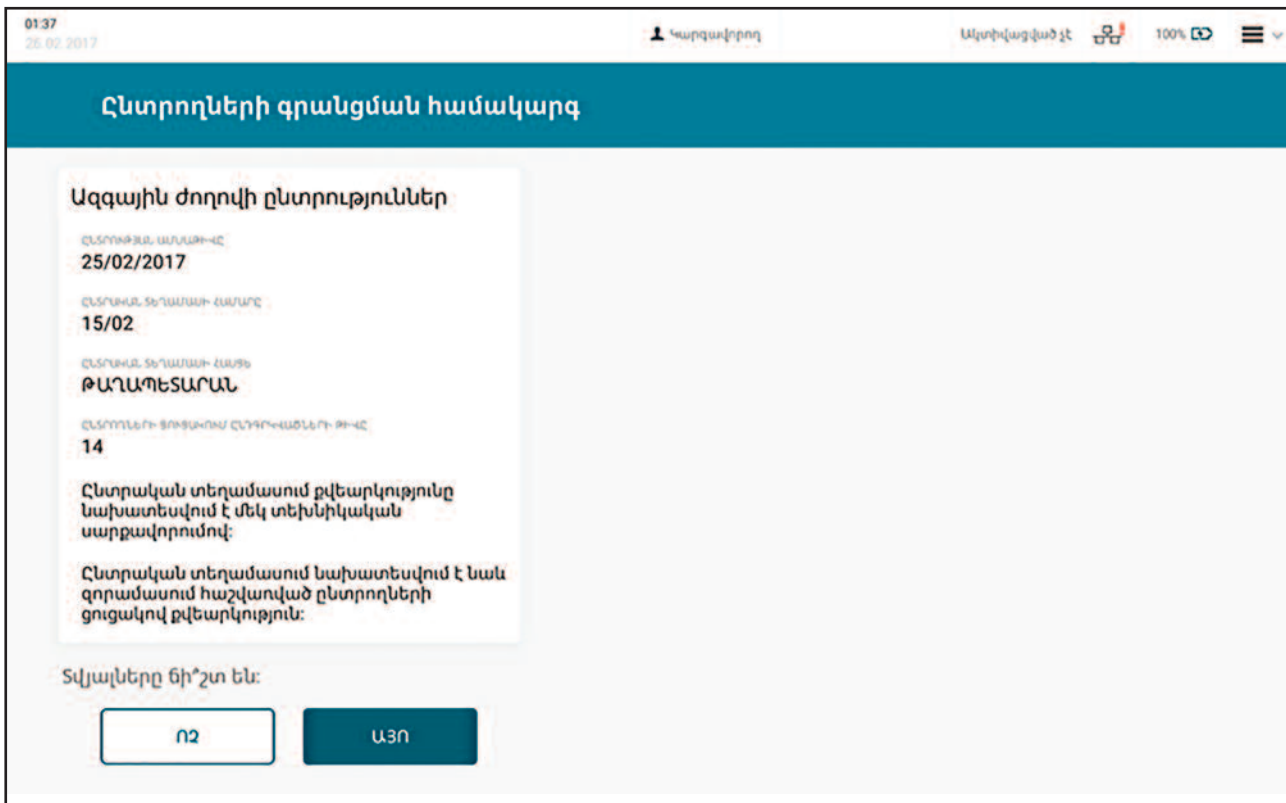 01:37
26.02.2017
Կարգավորող
Ակտիվացված չէ
100%
Ընտրողների գրանցման համակարգ
Ազգային ժողովի ընտրություններ
ԸՆՏՐՈՒԹՅԱՆ ԱՄՍԱԹԻՎԸ
25/02/2017
ԸՆՏՐԱԿԱՆ ՏԵՂԱՄԱՍԻ ՀԱՄԱՐԸ
15/02
ԸՆՏՐԱԿԱՆ ՏԵՂԱՄԱՍԻ ՀԱՍՑԵ
ԹԱՂԱՊԵՏԱՐԱՆ
ԸՆՏՐՈՂՆԵՐԻ ՑՈՒՑԱԿՈՒՄ ԸՆԴԳՐԿՎԱԾՆԵՐԻ ԹԻՎԸ
14
Ընտրական տեղամասում քվեարկությունը
նախատեսվում է մեկ տեխնիկական
սարքավորումով:
Ընտրական տեղամասում նախատեսվում է նաև
զորամասում հաշվառված ընտրողների
ցուցակով քվեարկություն:
Տվյալները ճի՞շտ են:
ՈՉ
ԱՅՈ